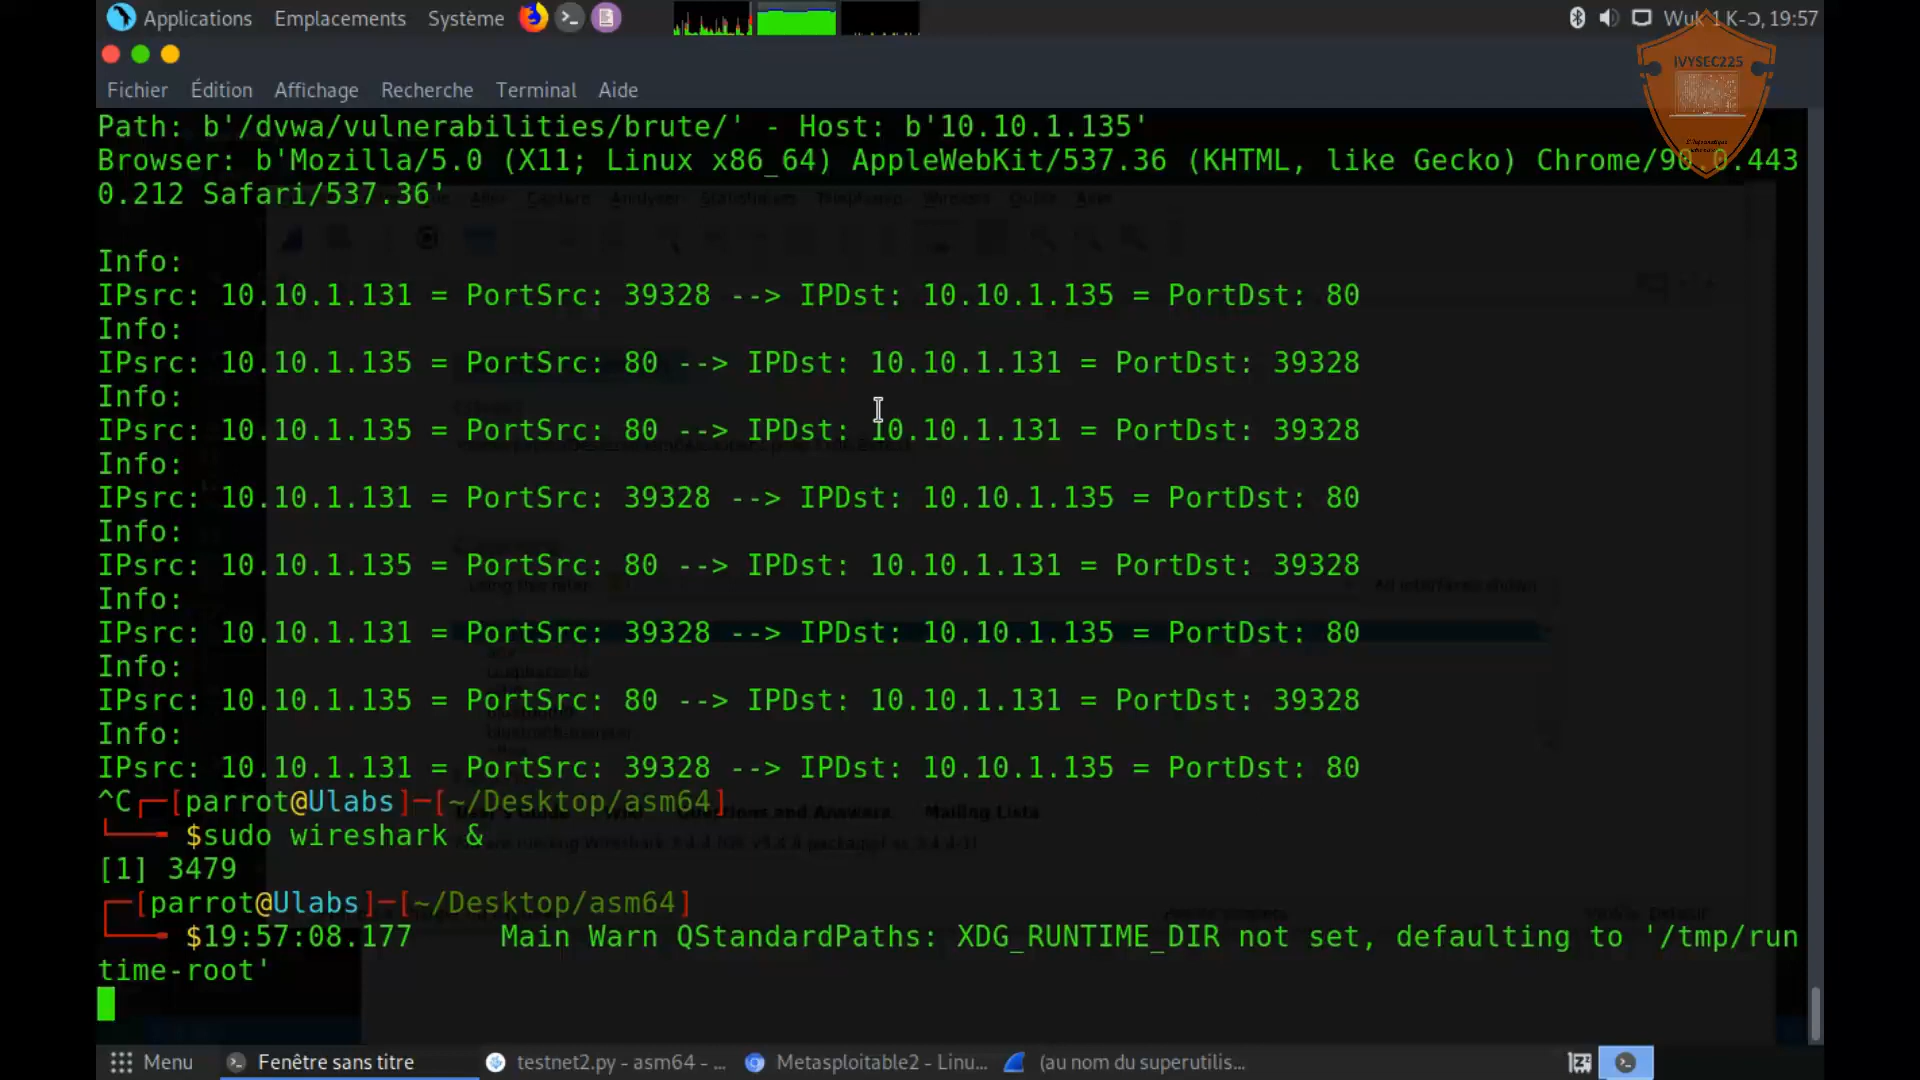 Applications Emplacements Système Wuk 1 K-ɔ, 19:57
IVYSEC225
Fichier Édition Affichage Recherche Terminal Aide
Path: b'/dvwa/vulnerabilities/brute/' - Host: b'10.10.1.135'
Browser: b'Mozilla/5.0 (X11; Linux x86_64) AppleWebKit/537.36 (KHTML, like Gecko) Chrome/90.0.443
0.212 Safari/537.36'
Info:
IPsrc: 10.10.1.131 = PortSrc: 39328 --> IPDst: 10.10.1.135 = PortDst: 80
Info:
IPsrc: 10.10.1.135 = PortSrc: 80 --> IPDst: 10.10.1.131 = PortDst: 39328
Info:
IPsrc: 10.10.1.135 = PortSrc: 80 --> IPDst: 10.10.1.131 = PortDst: 39328
Info:
IPsrc: 10.10.1.131 = PortSrc: 39328 --> IPDst: 10.10.1.135 = PortDst: 80
Info:
IPsrc: 10.10.1.135 = PortSrc: 80 --> IPDst: 10.10.1.131 = PortDst: 39328
Info:
IPsrc: 10.10.1.131 = PortSrc: 39328 --> IPDst: 10.10.1.135 = PortDst: 80
Info:
IPsrc: 10.10.1.135 = PortSrc: 80 --> IPDst: 10.10.1.131 = PortDst: 39328
Info:
IPsrc: 10.10.1.131 = PortSrc: 39328 --> IPDst: 10.10.1.135 = PortDst: 80
^C┌─[parrot@Ulabs]─[~/Desktop/asm64]
└──╼ $sudo wireshark &
[1] 3479
┌─[parrot@Ulabs]─[~/Desktop/asm64]
└──╼ $19:57:08.177 Main Warn QStandardPaths: XDG_RUNTIME_DIR not set, defaulting to '/tmp/run
time-root'
Menu Fenêtre sans titre testnet2.py - asm64 - ... Metasploitable2 - Linu... (au nom du superutilis...